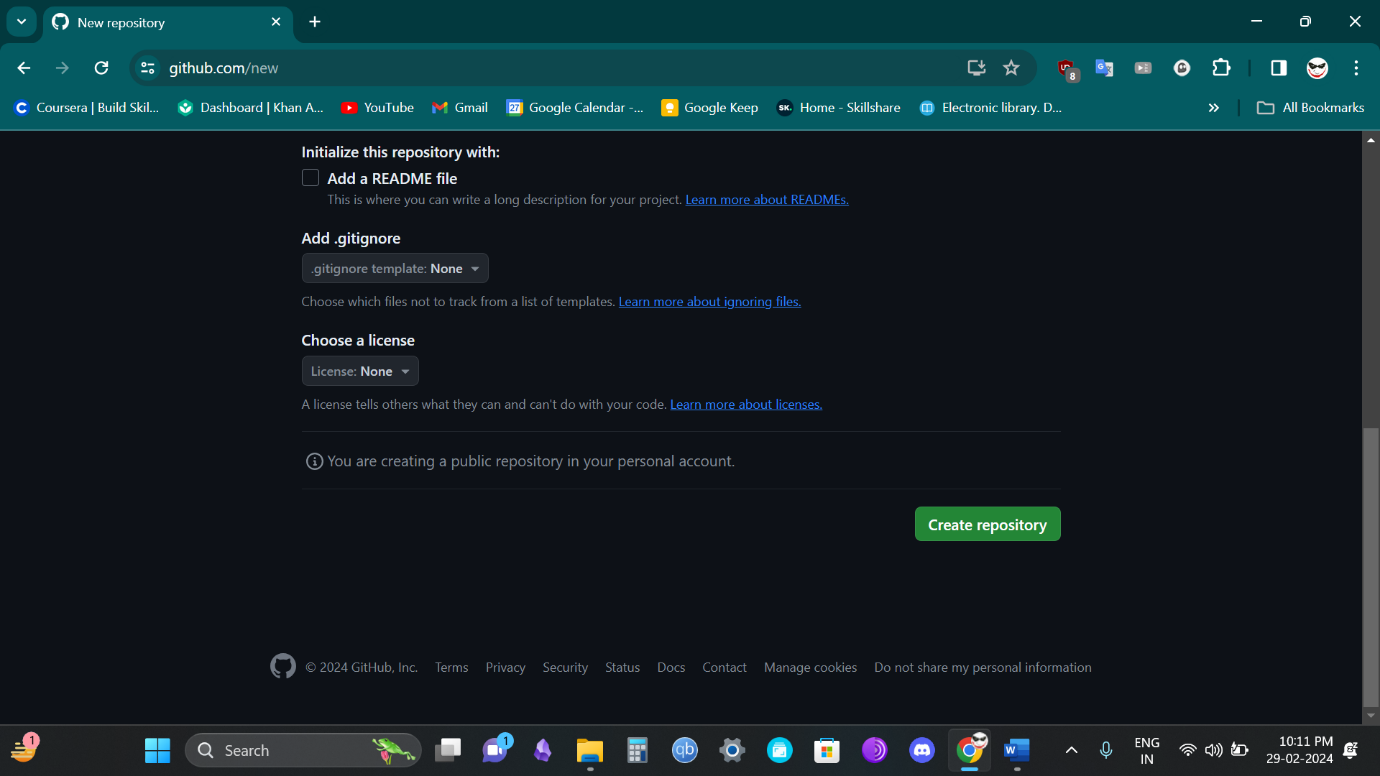 New repository
github.com/new
8
Coursera | Build Skil...
Dashboard | Khan A...
YouTube
Gmail
27
Google Calendar -...
Google Keep
SK.
Home - Skillshare
Electronic library. D...
All Bookmarks
Initialize this repository with:
Add a README file
This is where you can write a long description for your project. Learn more about READMEs.
Add .gitignore
.gitignore template: None
Choose which files not to track from a list of templates. Learn more about ignoring files.
Choose a license
License: None
A license tells others what they can and can't do with your code. Learn more about licenses.
You are creating a public repository in your personal account.
Create repository
© 2024 GitHub, Inc. Terms Privacy Security Status Docs Contact Manage cookies Do not share my personal information
1
Search
1
qb
W
ENG
IN
10:11 PM
29-02-2024